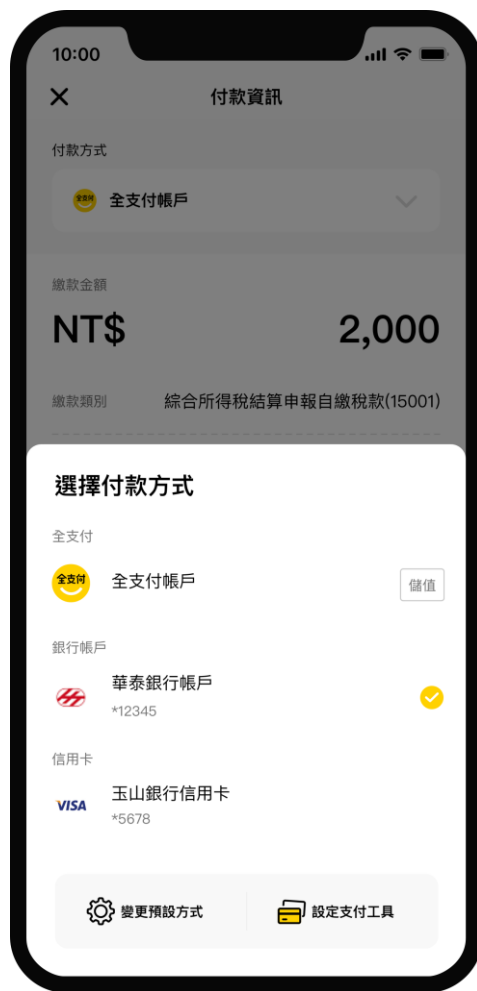 10:00
付款資訊
付款方式
全支付
全支付帳戶
繳款金額
NT$ 2,000
繳款類別 綜合所得稅結算申報自繳稅款(15001)
選擇付款方式
全支付
全支付
全支付帳戶
儲值
銀行帳戶
華泰銀行帳戶
*12345
信用卡
VISA
玉山銀行信用卡
*5678
變更預設方式 設定支付工具